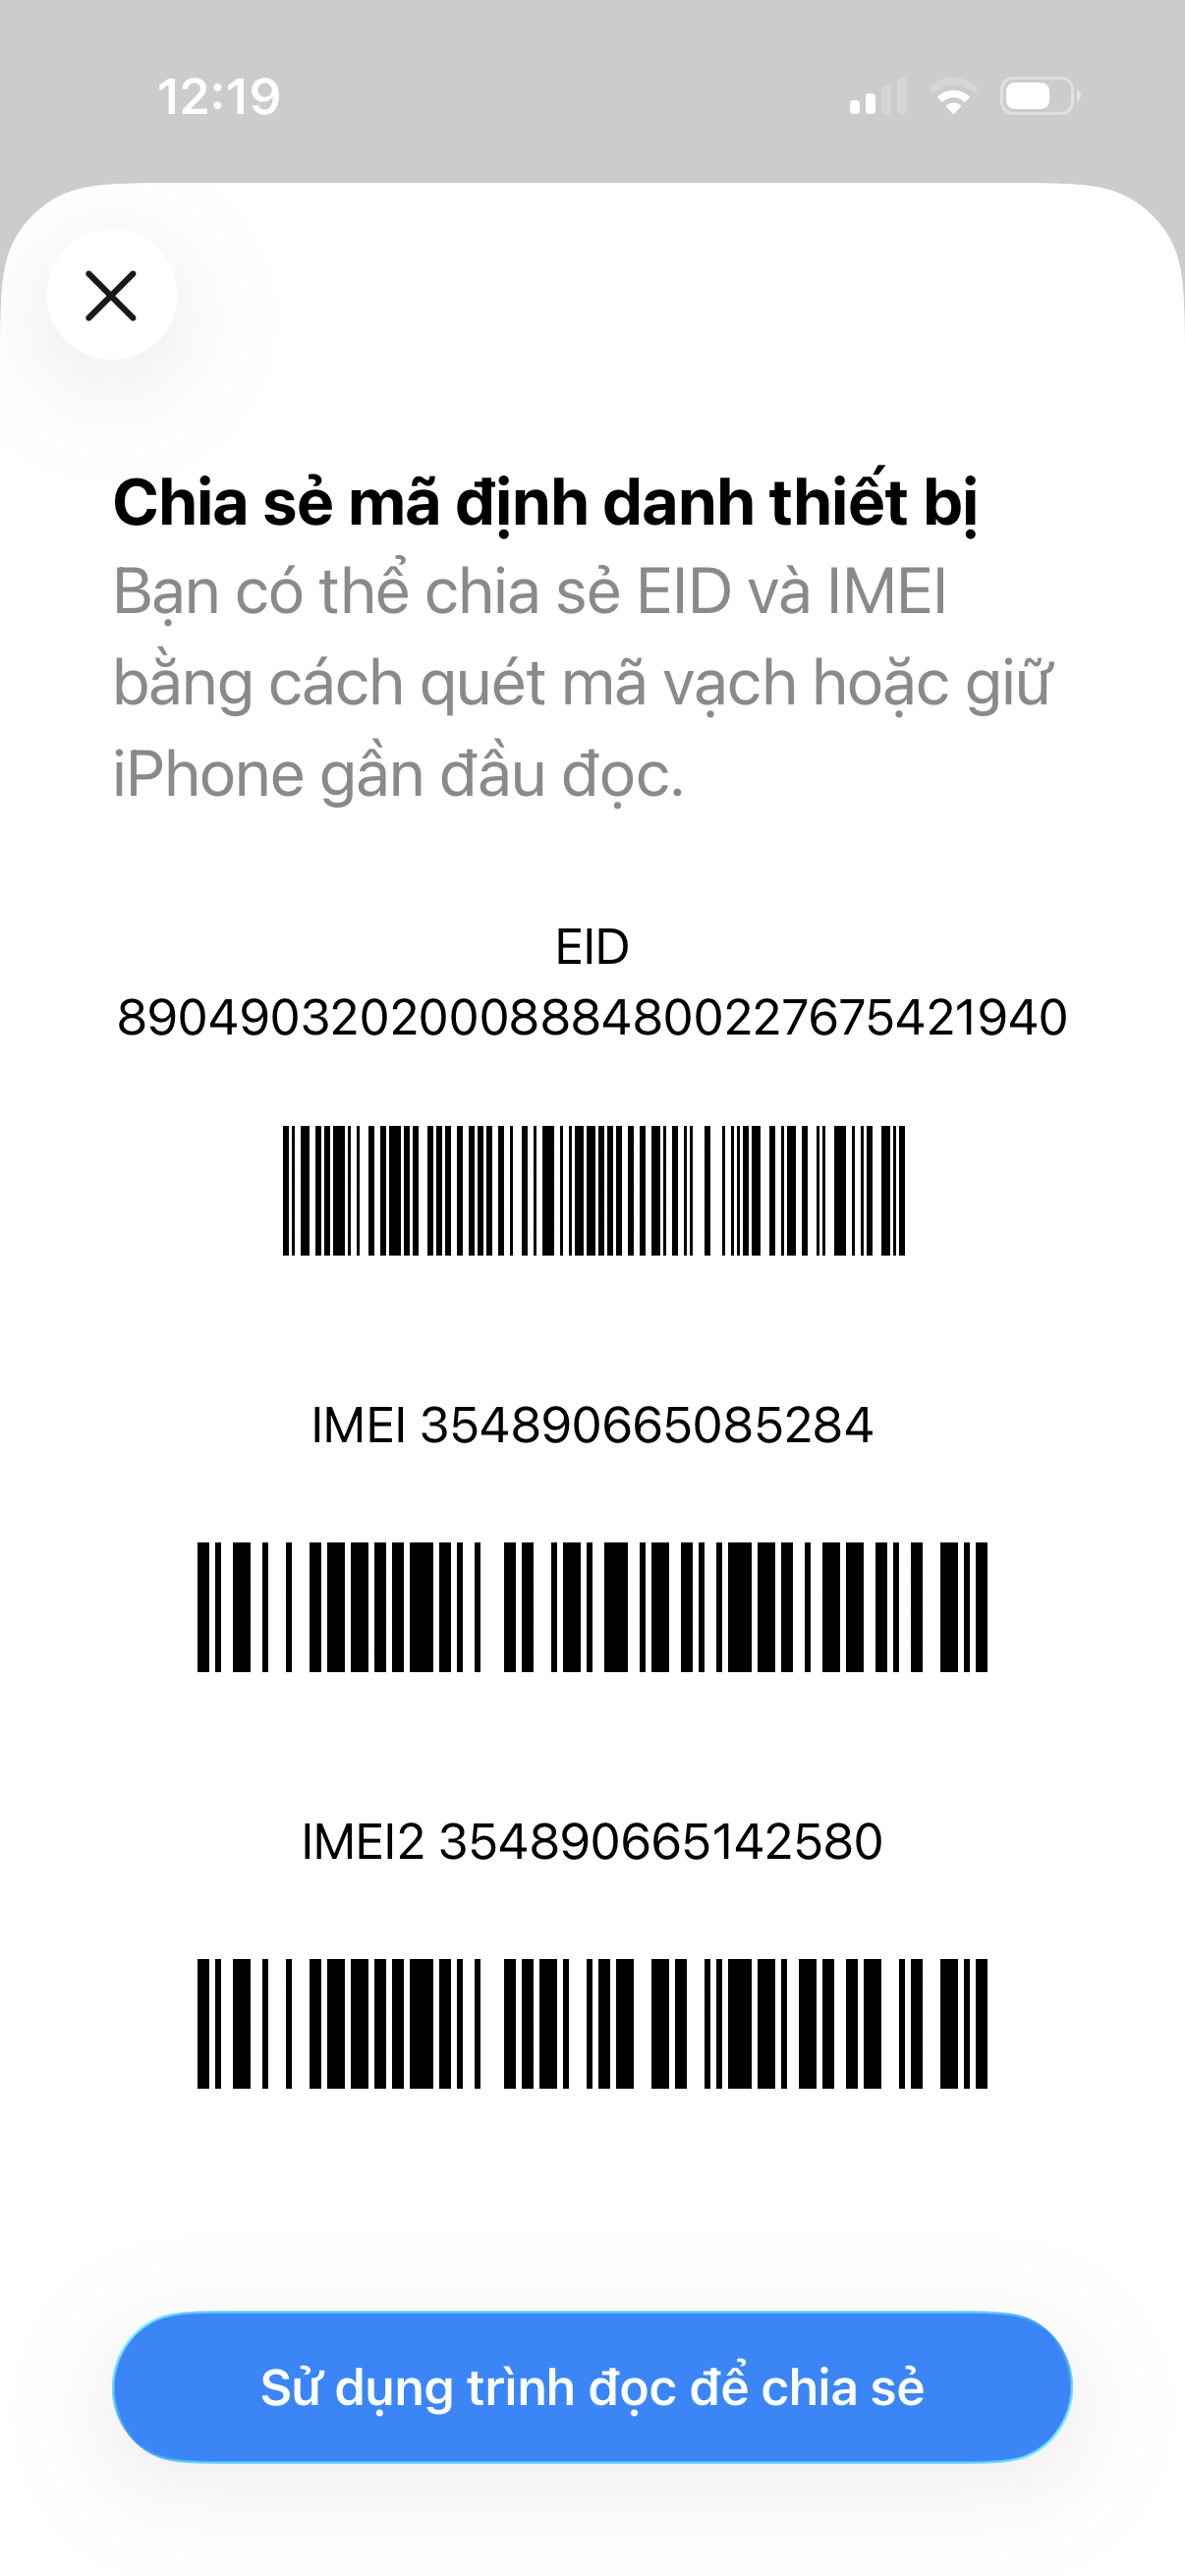 12:19
Chia sẻ mã định danh thiết bị
Bạn có thể chia sẻ EID và IMEI
bằng cách quét mã vạch hoặc giữ
iPhone gần đầu đọc.
EID
89049032020008884800227675421940
IMEI 354890665085284
IMEI2 354890665142580
Sử dụng trình đọc để chia sẻ